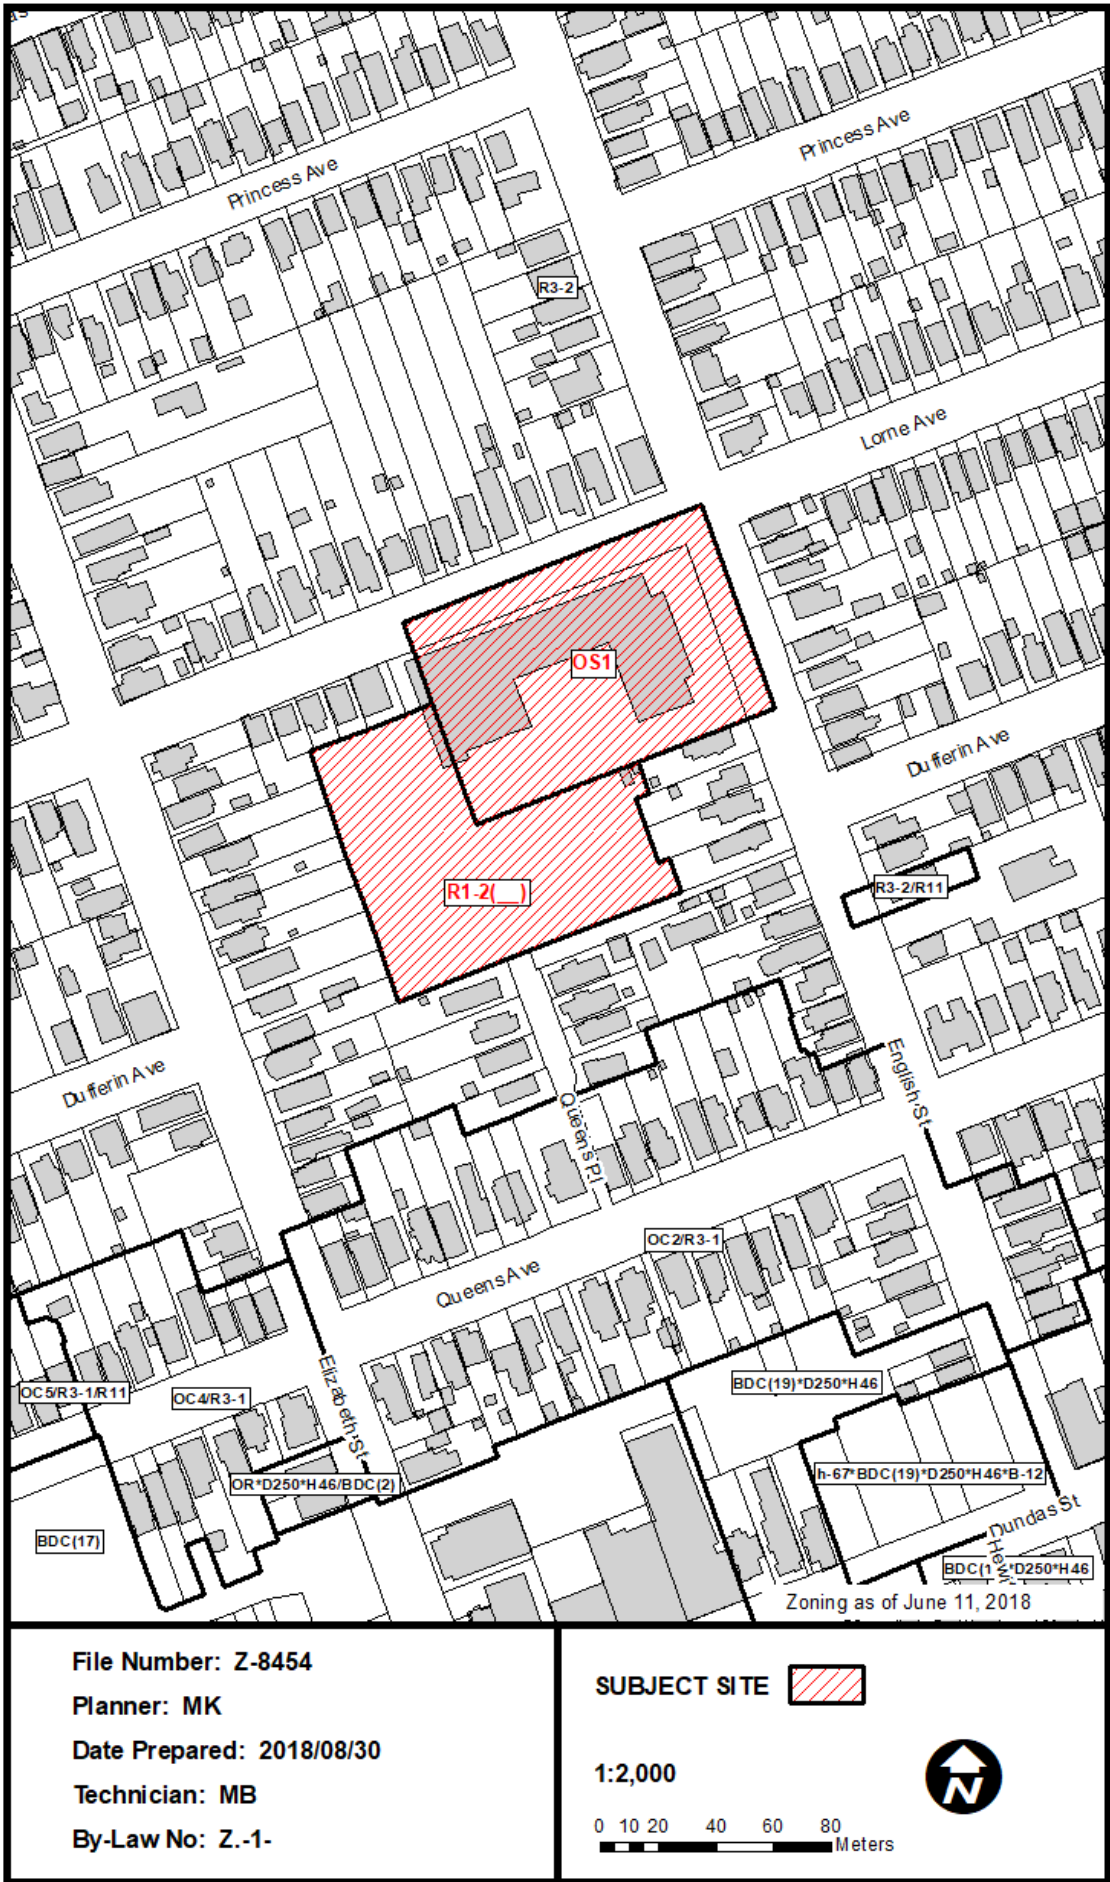 Princess Ave
Princess Ave
R3-2
Lorne Ave
OS1
Dufferin Ave
R1-2(__)
R3-2/R11
English St
Dufferin Ave
Queens Pl
OC2/R3-1
Queens Ave
Elizabeth St
OC5/R3-1/R11
OC4/R3-1
BDC(19)*D250*H46
OR*D250*H46/BDC(2)
h-67*BDC(19)*D250*H46*B-12
BDC(17)
Dundas St
Zoning as of June 11, 2018
File Number: Z-8454
Planner: MK
Date Prepared: 2018/08/30
Technician: MB
By-Law No: Z.-1-
SUBJECT SITE
1:2,000
N
0 10 20 40 60 80
Meters